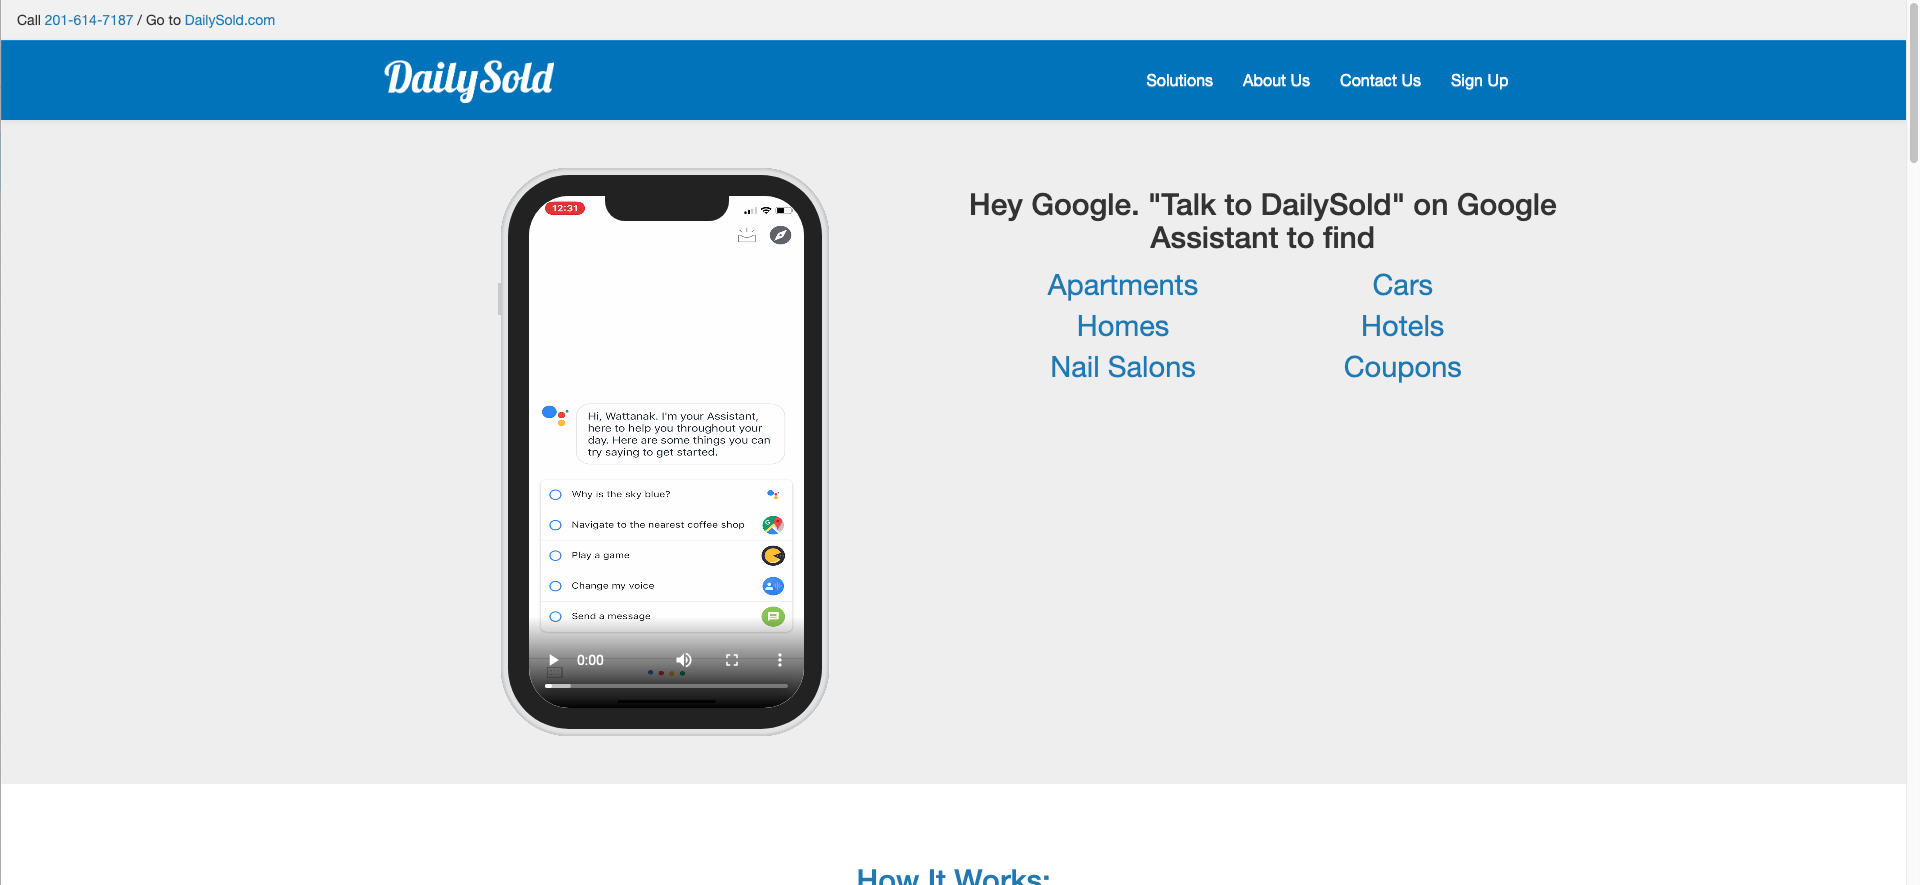 Call 201-614-7187 / Go to DailySold.com
DailySold
Solutions About Us Contact Us Sign Up
12:31
Hi, Wattanak. I'm your Assistant,
here to help you throughout your
day. Here are some things you can
try saying to get started.
Why is the sky blue?
Navigate to the nearest coffee shop
Play a game
Change my voice
Send a message
0:00
Hey Google. "Talk to DailySold" on Google
Assistant to find
Apartments Cars
Homes Hotels
Nail Salons Coupons
How It Works: